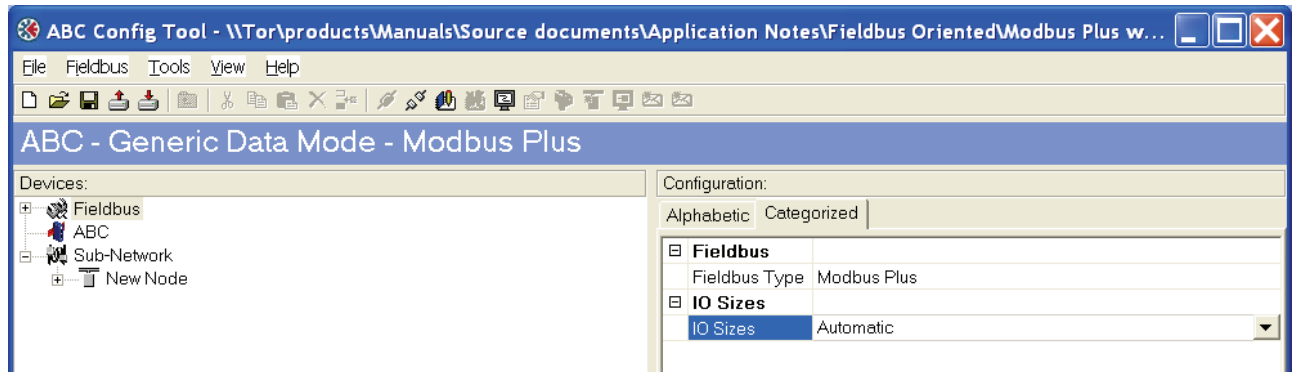 ABC Config Tool - \\Tor\products\Manuals\Source documents\Application Notes\Fieldbus Oriented\Modbus Plus w...
File Fieldbus Tools View Help
ABC - Generic Data Mode - Modbus Plus
Devices:
Fieldbus
ABC
Sub-Network
New Node
Configuration:
Alphabetic Categorized
Fieldbus
Fieldbus Type Modbus Plus
IO Sizes
IO Sizes Automatic